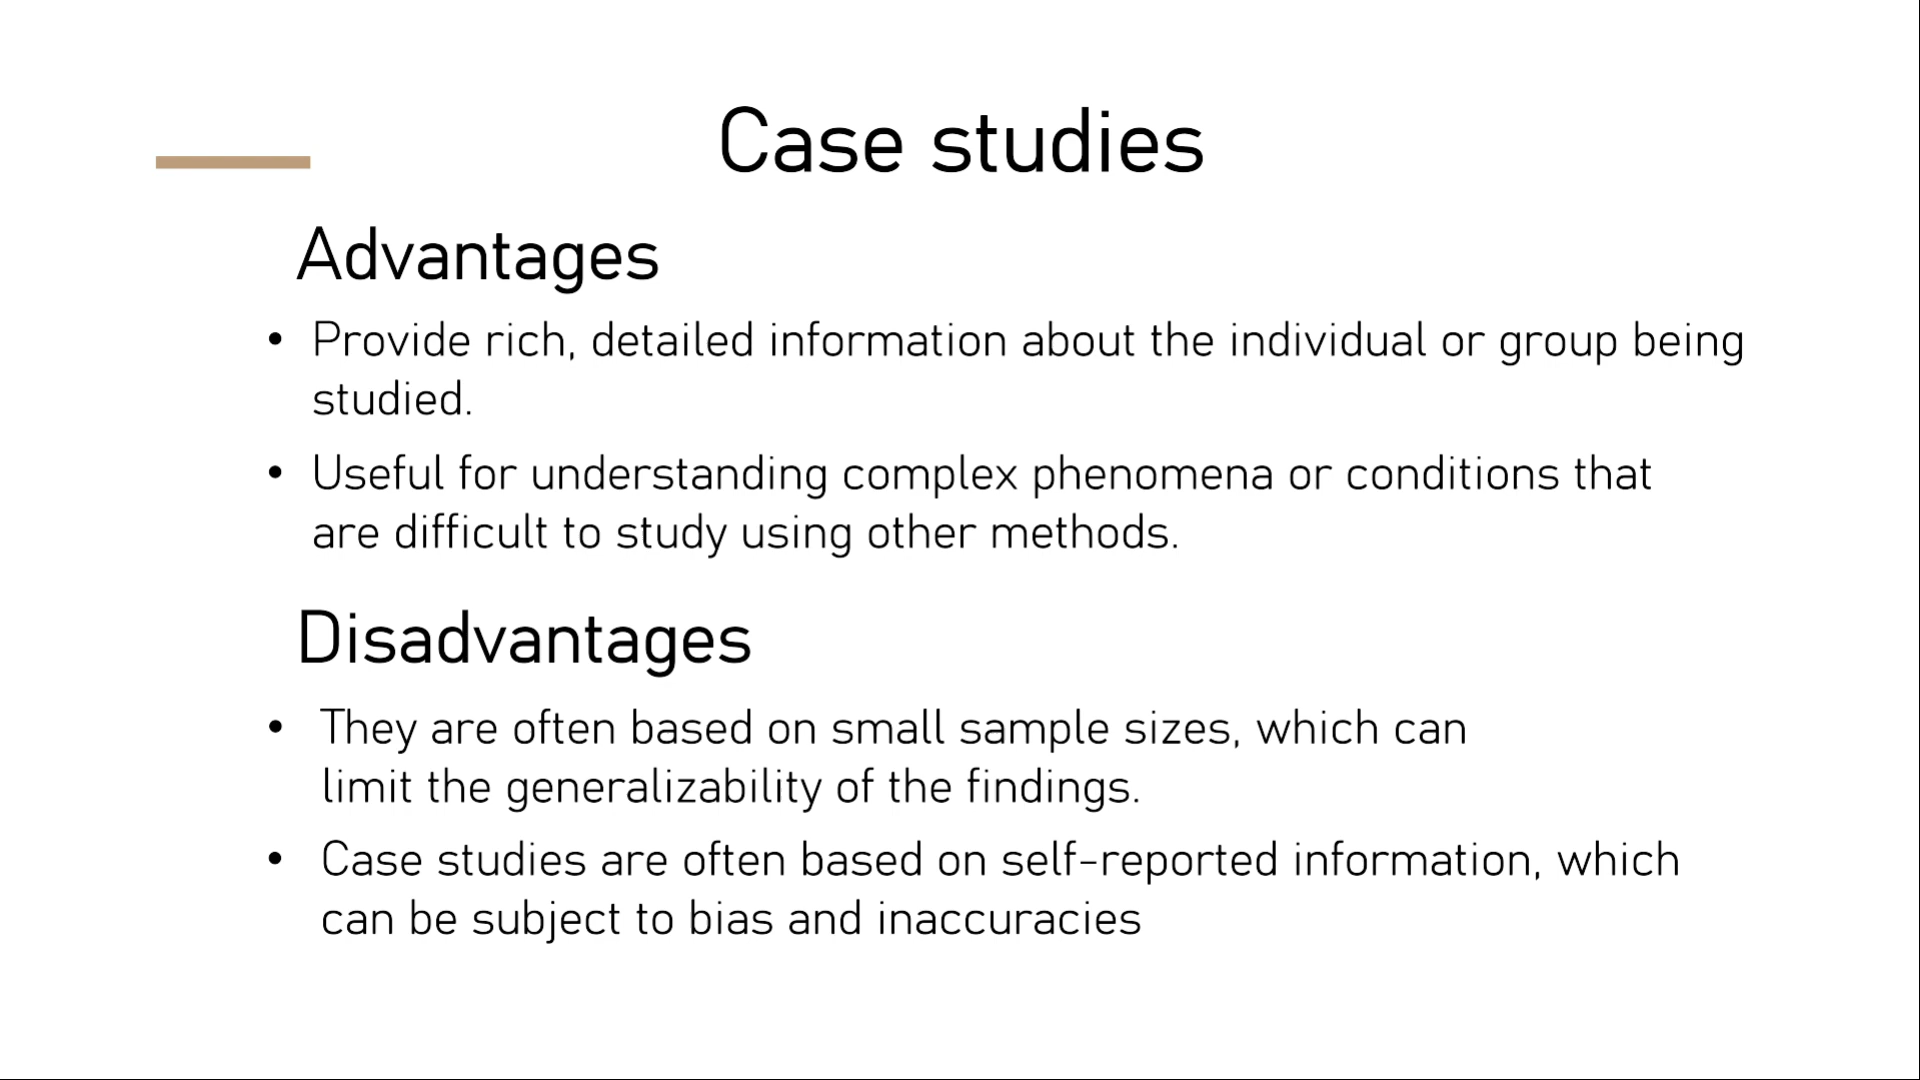 Case studies
Advantages
• Provide rich, detailed information about the individual or group being
studied.
• Useful for understanding complex phenomena or conditions that
are difficult to study using other methods.
Disadvantages
• They are often based on small sample sizes, which can
limit the generalizability of the findings.
• Case studies are often based on self-reported information, which
can be subject to bias and inaccuracies